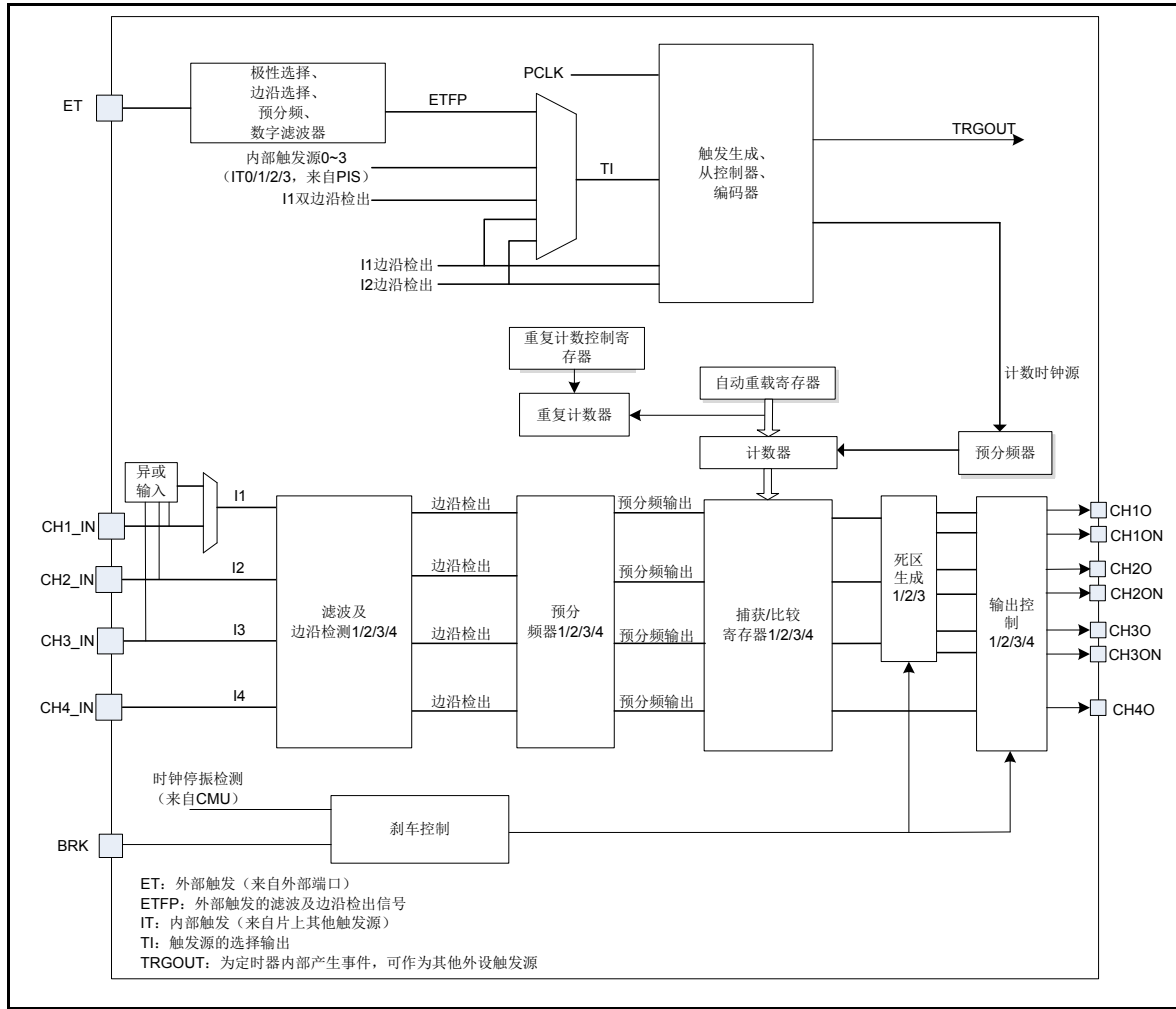 ET
极性选择、
边沿选择、
预分频、
数字滤波器
ETFP
PCLK
内部触发源0~3
（IT0/1/2/3，来自PIS）
I1双边沿检出
I1边沿检出
I2边沿检出
TI
触发生成、
从控制器、
编码器
TRGOUT
计数时钟源
重复计数控制寄
存器
重复计数器
自动重载寄存器
计数器
预分频器
异或
输入
CH1_IN
CH2_IN
CH3_IN
CH4_IN
I1
I2
I3
I4
滤波及
边沿检测1/2/3/4
边沿检出
边沿检出
边沿检出
边沿检出
预分
频器1/2/3/4
预分频输出
预分频输出
预分频输出
预分频输出
捕获/比较
寄存器1/2/3/4
死区
生成
1/2/3
输出控
制
1/2/3/4
CH1O
CH1ON
CH2O
CH2ON
CH3O
CH3ON
CH4O
时钟停振检测
（来自CMU）
BRK
刹车控制
ET：外部触发（来自外部端口）
ETFP：外部触发的滤波及边沿检出信号
IT：内部触发（来自片上其他触发源）
TI：触发源的选择输出
TRGOUT：为定时器内部产生事件，可作为其他外设触发源